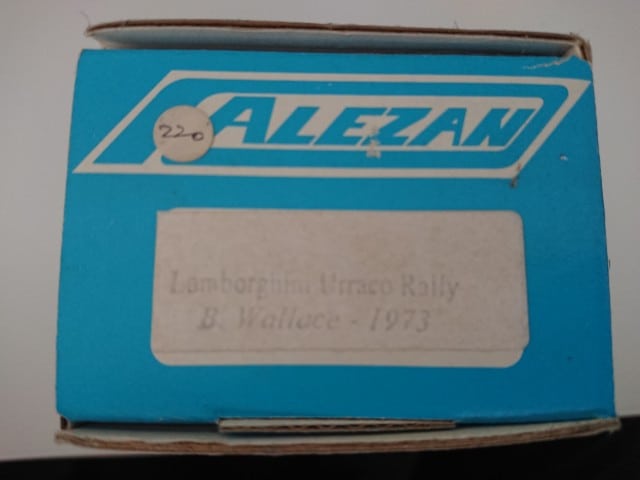 ALEZAN
220
Lamborghini Urraco Rally
B. Wallace - 1973